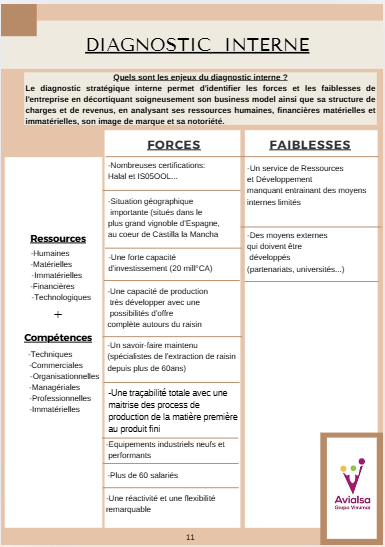 DIAGNOSTIC INTERNE
Quels sont les enjeux du diagnostic interne ?
Le diagnostic stratégique interne permet d'identifier les forces et les faiblesses de
l'entreprise en décortiquant soigneusement son business model ainsi que sa structure de
charges et de revenus, en analysant ses ressources humaines, financières matérielles et
immatérielles, son image de marque et sa notoriété.
FORCES
-Nombreuses certifications:
Halal et IS05OOL...
-Situation géographique
importante (situés dans le
plus grand vignoble d'Espagne,
au coeur de Castilla la Mancha
-Une forte capacité
d'investissement (20 mill°CA)
-Une capacité de production
très développer avec une
possibilités d'offre
complète autours du raisin
-Un savoir-faire maintenu
(spécialistes de l'extraction de raisin
depuis plus de 60ans)
-Une traçabilité totale avec une
maitrise des process de
production de la matière première
au produit fini
-Equipements industriels neufs et
performants
-Plus de 60 salariés
-Une réactivité et une flexibilité
remarquable
FAIBLESSES
-Un service de Ressources
et Développement
manquant entrainant des moyens
internes limités
-Des moyens externes
qui doivent être
développés
(partenariats, universités...)
Ressources
-Humaines
-Matérielles
-Immatérielles
-Financières
-Technologiques
+
Compétences
-Techniques
-Commerciales
-Organisationnelles
-Managériales
-Professionnelles
-Immatérielles
Avialsa
Grupo Vinumar
11